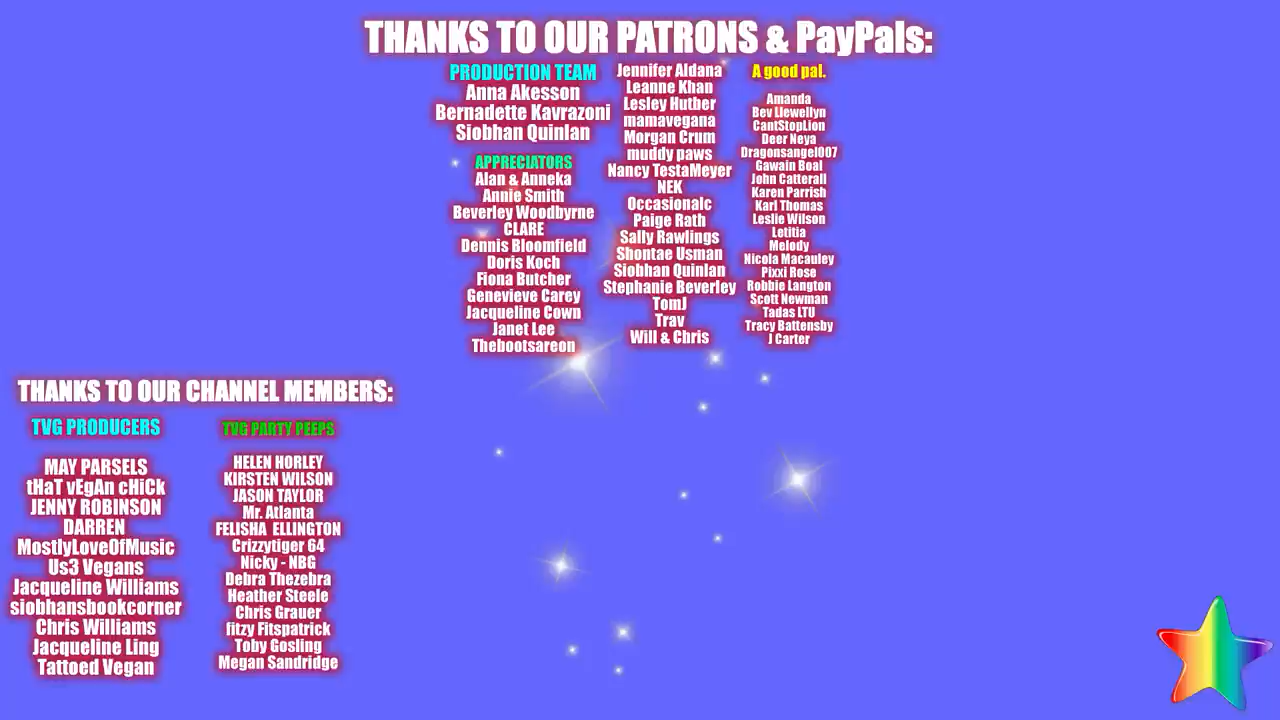 THANKS TO OUR PATRONS & PayPals:
PRODUCTION TEAM
Anna Akesson
Bernadette Kavrazoni
Siobhan Quinlan
APPRECIATORS
Alan & Anneka
Annie Smith
Beverley Woodbyrne
CLARE
Dennis Bloomfield
Doris Koch
Fiona Butcher
Genevieve Carey
Jacqueline Cown
Janet Lee
Thebootsareon
Jennifer Aldana
Leanne Khan
Lesley Hutber
mamavegana
Morgan Crum
muddy paws
Nancy TestaMeyer
NEK
Occasionalc
Paige Rath
Sally Rawlings
Shontae Usman
Siobhan Quinlan
Stephanie Beverley
TomJ
Trav
Will & Chris
A good pal.
Amanda
Bev Llewellyn
CantStopLion
Deer Neya
Dragonsangel007
Gawain Boal
John Catterall
Karen Parrish
Karl Thomas
Leslie Wilson
Letitia
Melody
Nicola Macauley
Pixxi Rose
Robbie Langton
Scott Newman
Tadas LTU
Tracy Battensby
J Carter
THANKS TO OUR CHANNEL MEMBERS:
TVG PRODUCERS
MAY PARSELS
tHaT vEgAn cHiCk
JENNY ROBINSON
DARREN
MostlyLoveOfMusic
Us3 Vegans
Jacqueline Williams
siobhansbookcorner
Chris Williams
Jacqueline Ling
Tattoed Vegan
TVG PARTY PEEPS
HELEN HORLEY
KIRSTEN WILSON
JASON TAYLOR
Mr. Atlanta
FELISHA ELLINGTON
Crizzytiger 64
Nicky - NBG
Debra Thezebra
Heather Steele
Chris Grauer
fitzy Fitspatrick
Toby Gosling
Megan Sandridge